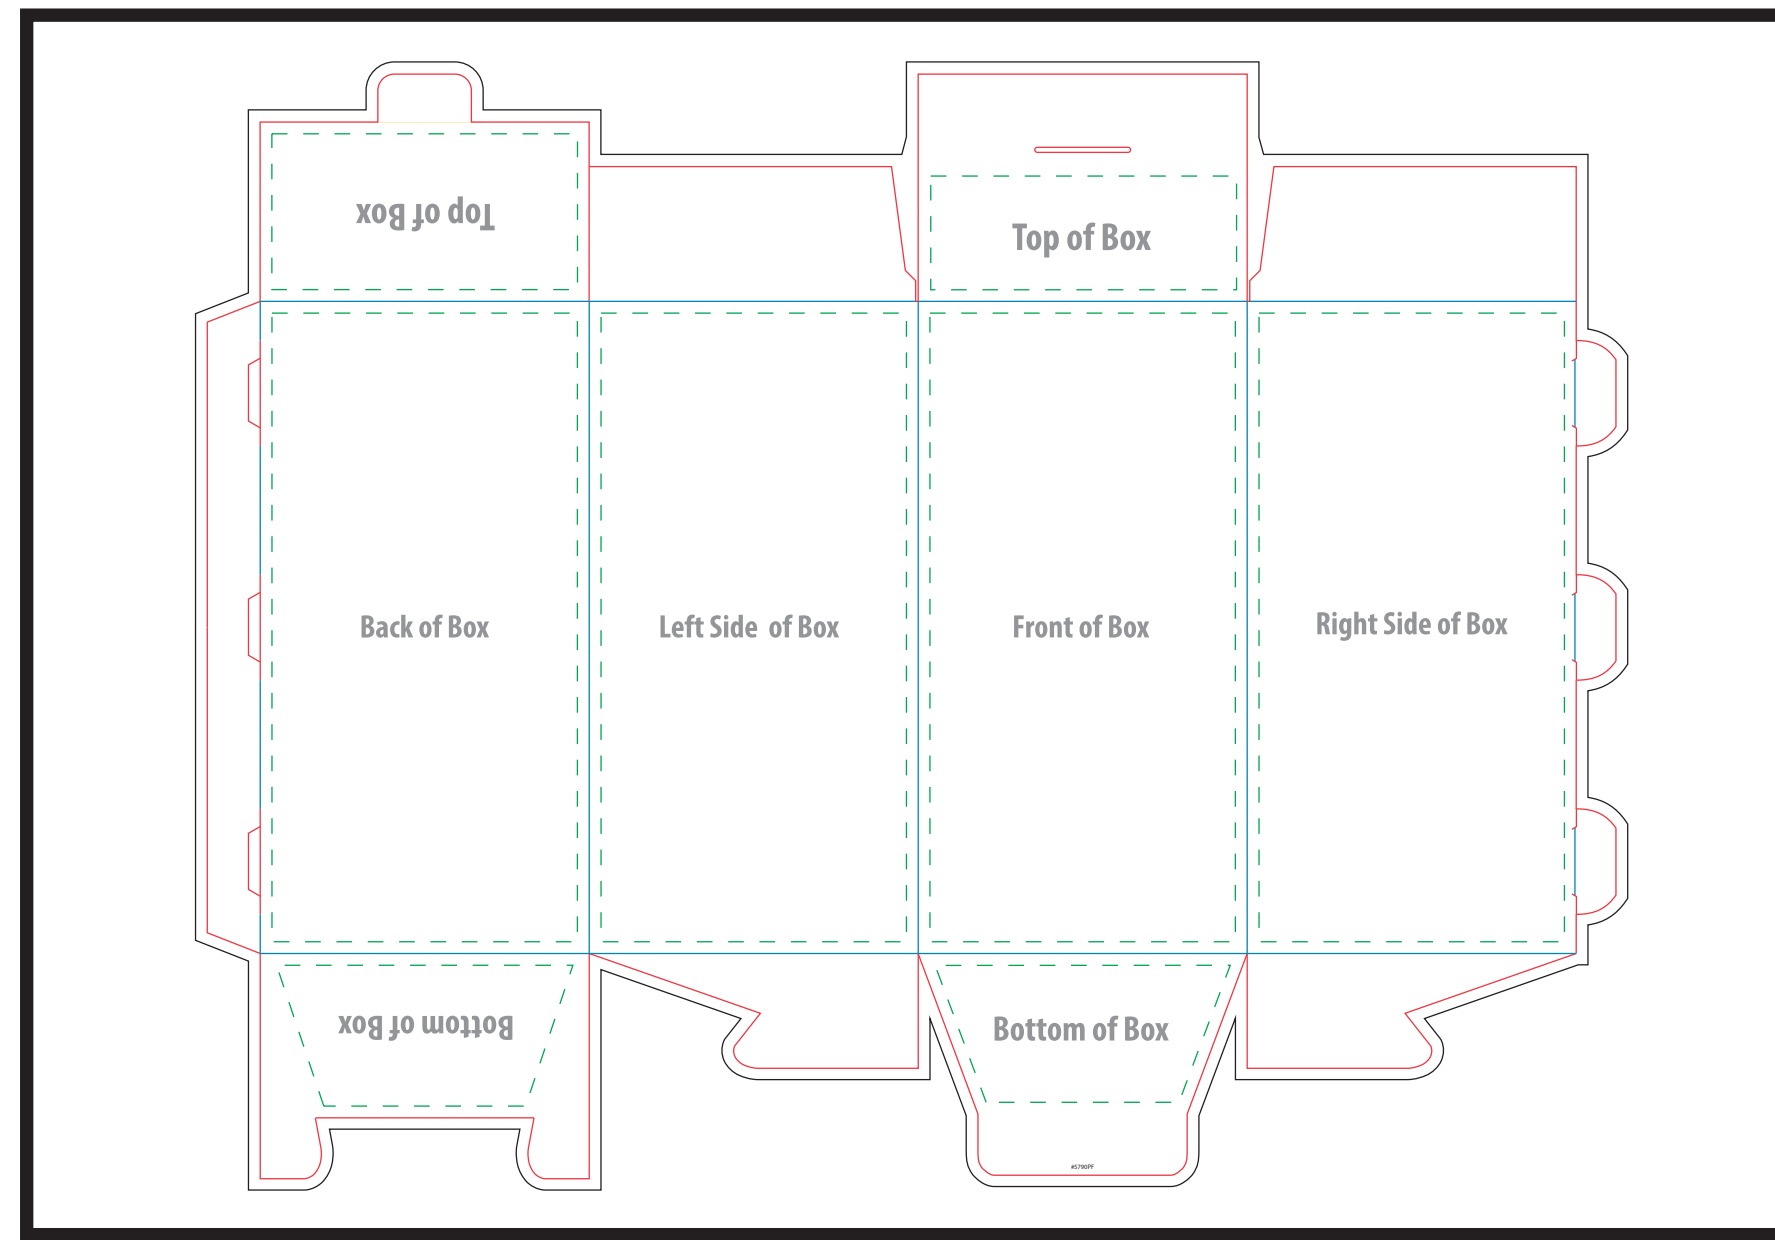 Top of Box
Top of Box
Back of Box
Left Side of Box
Front of Box
Right Side of Box
Bottom of Box
Bottom of Box
#5790PF